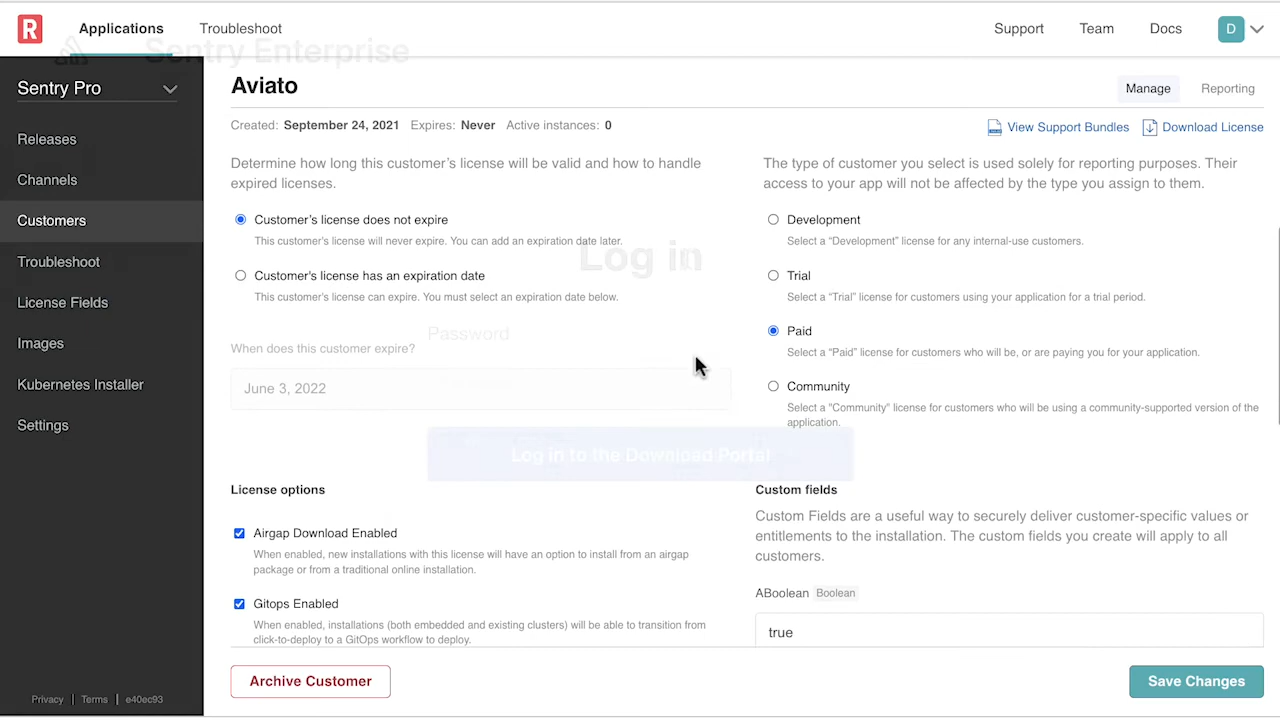 R
Applications
Troubleshoot
Support
Team
Docs
D
Sentry Enterprise
Sentry Pro
Releases
Channels
Customers
Troubleshoot
License Fields
Images
Kubernetes Installer
Settings
Privacy | Terms | e40ec93
Aviato
Manage
Reporting
Created: September 24, 2021 Expires: Never Active instances: 0
View Support Bundles
Download License
Determine how long this customer’s license will be valid and how to handle
expired licenses.
Customer’s license does not expire
This customer’s license will never expire. You can add an expiration date later.
Customer’s license has an expiration date
This customer’s license can expire. You must select an expiration date below.
When does this customer expire?
June 3, 2022
The type of customer you select is used solely for reporting purposes. Their
access to your app will not be affected by the type you assign to them.
Development
Select a “Development” license for any internal-use customers.
Trial
Select a “Trial” license for customers using your application for a trial period.
Paid
Select a “Paid” license for customers who will be, or are paying you for your application.
Community
Select a "Community" license for customers who will be using a community-supported version of the
application.
Log in
Password
Log in to the Download Portal
License options
Airgap Download Enabled
When enabled, new installations with this license will have an option to install from an airgap
package or from a traditional online installation.
Gitops Enabled
When enabled, installations (both embedded and existing clusters) will be able to transition from
click-to-deploy to a GitOps workflow to deploy.
Custom fields
Custom Fields are a useful way to securely deliver customer-specific values or
entitlements to the installation. The custom fields you create will apply to all
customers.
ABoolean Boolean
true
Archive Customer
Save Changes